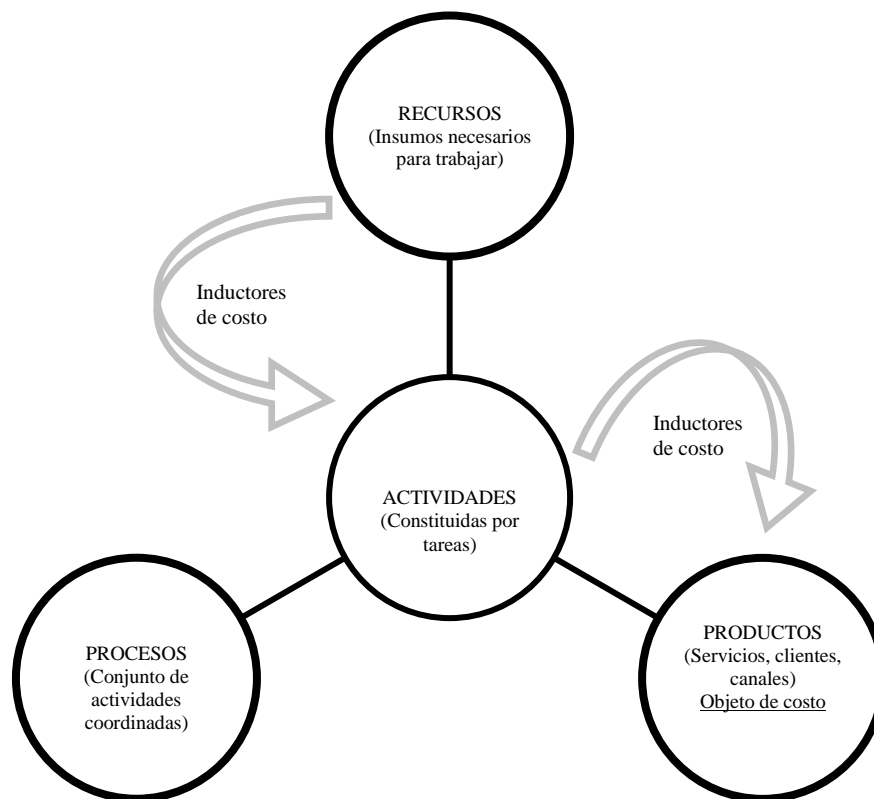 RECURSOS
(Insumos necesarios
para trabajar)
Inductores
de costo
Inductores
de costo
ACTIVIDADES
(Constituidas por
tareas)
PROCESOS
(Conjunto de
actividades
coordinadas)
PRODUCTOS
(Servicios, clientes,
canales)
Objeto de costo